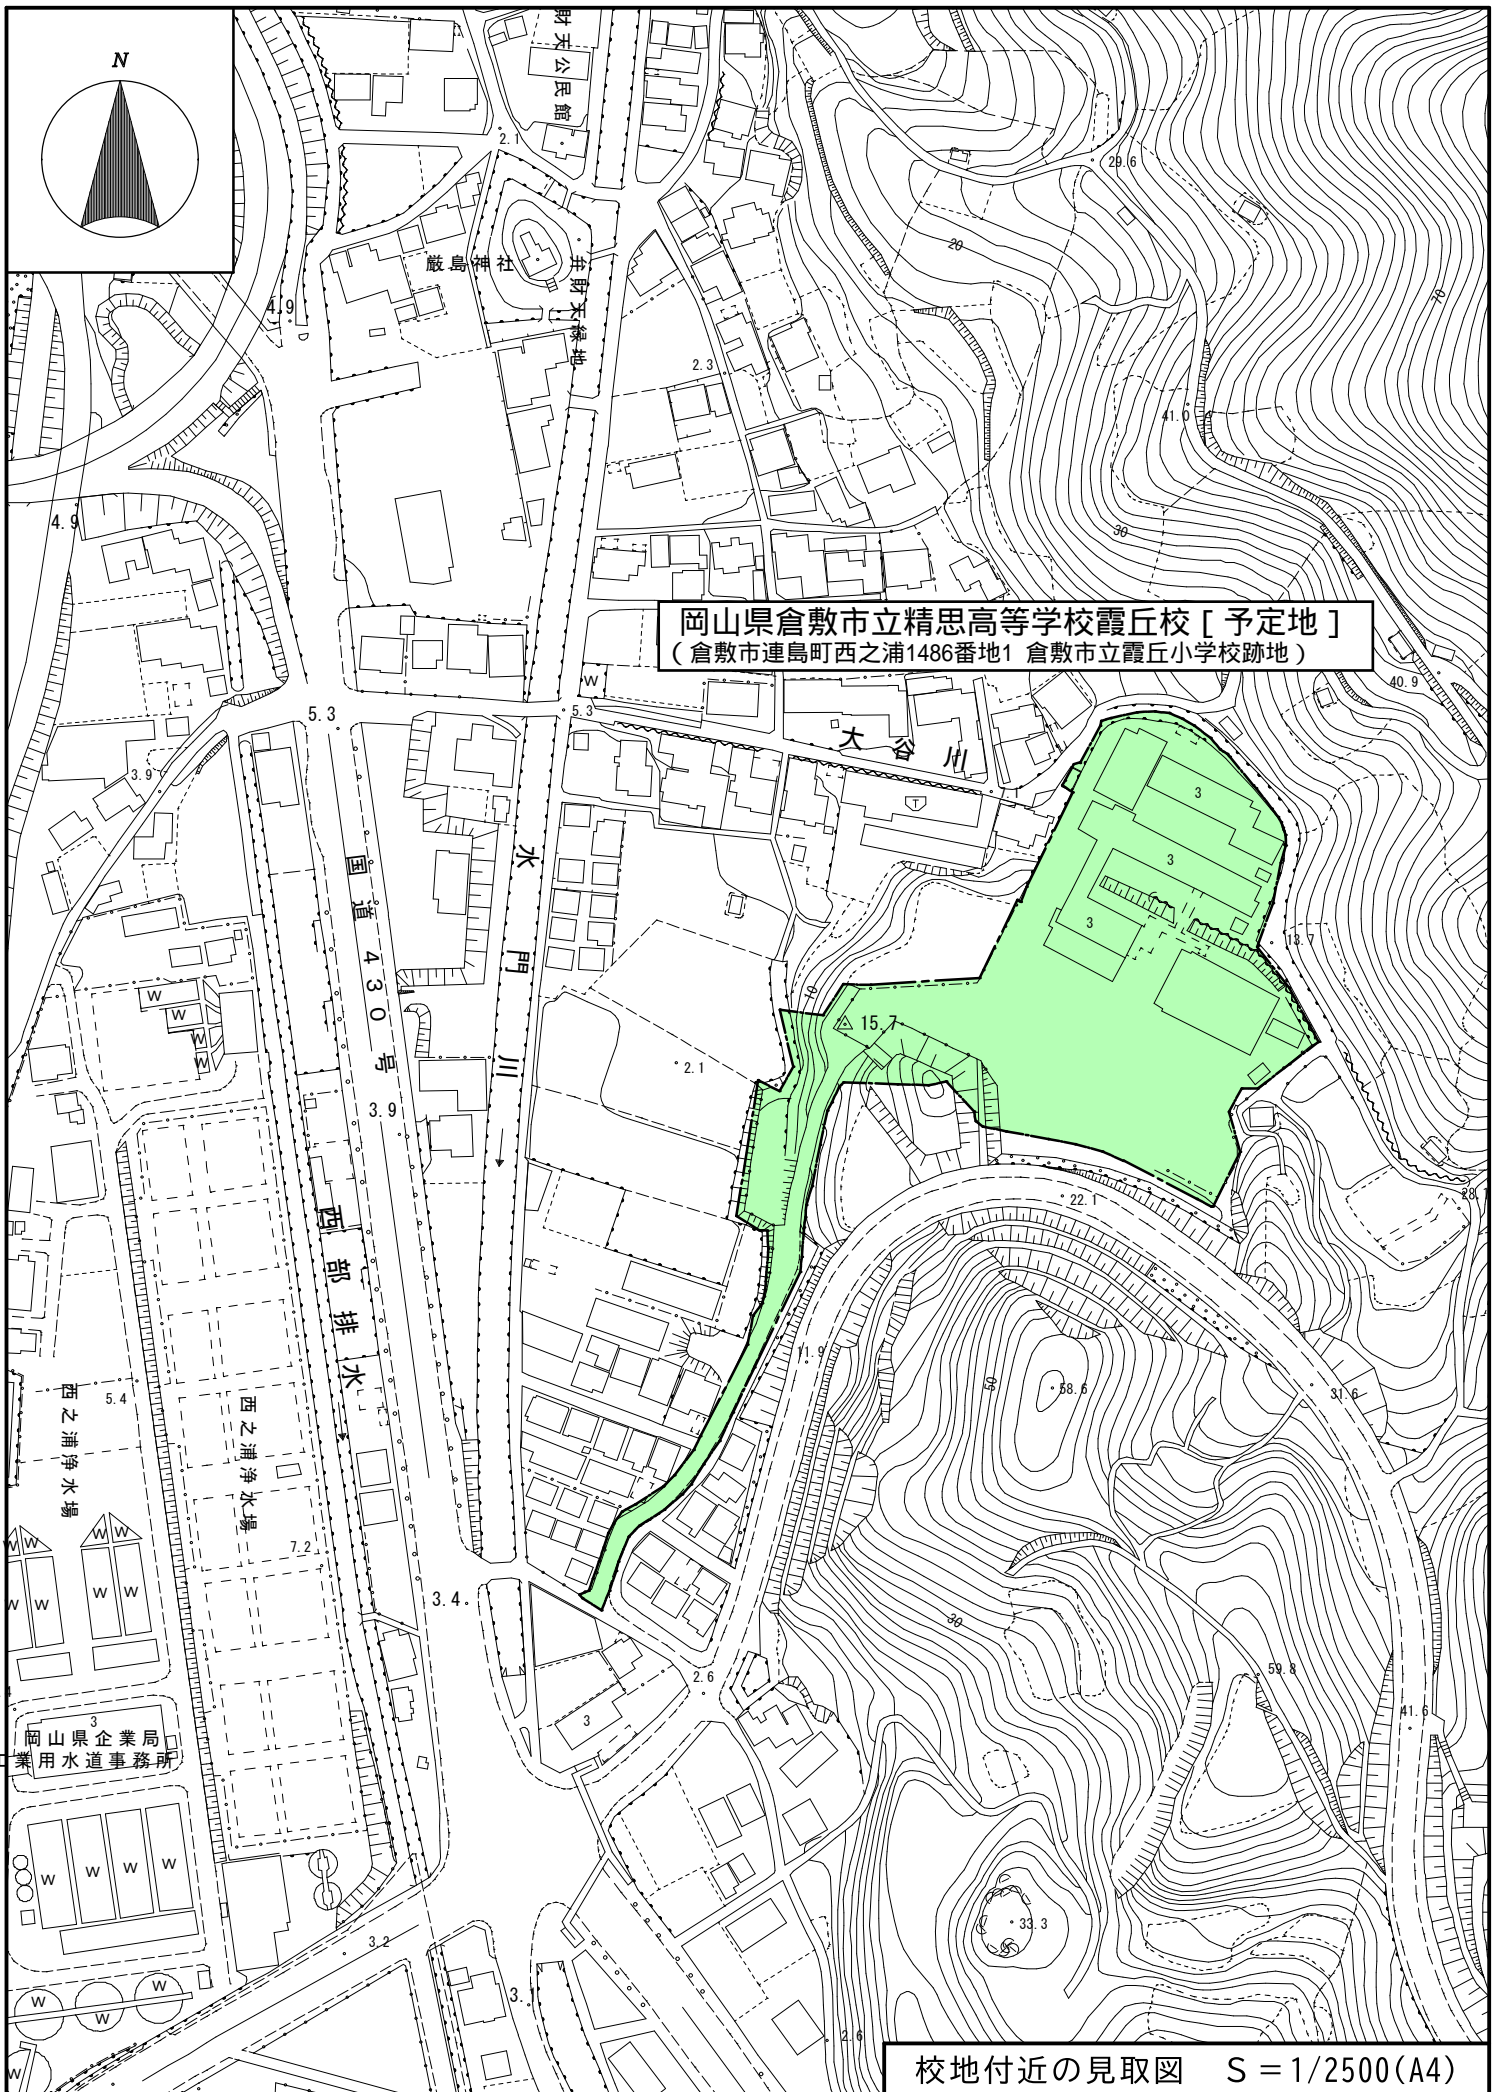 N
財天公民館
2.1
29.6
20
70
厳島神社
弁財天緑地
4.9
2.3
41.0
4.9
30
岡山県倉敷市立精思高等学校霞丘校[予定地]
(倉敷市連島町西之浦1486番地1 倉敷市立霞丘小学校跡地)
40.9
W
5.3
5.3
大谷川
3.9
T
3
3
3
水門川
国道430号
13.7
10
15.7
W
W
W
W
2.1
3.9
22.1
西部排水
11.9
50
58.6
31.6
5.4
西之浦浄水場
西之浦浄水場
7.2
W
W
W
W
W
W
W
W
3.4
30
2.6
59.8
41.6
3
3
岡山県企業局
業用水道事務所
W
W
W
W
33.3
3.2
3.1
W
W
W
W
2.6
校地付近の見取図 S=1/2500(A4)